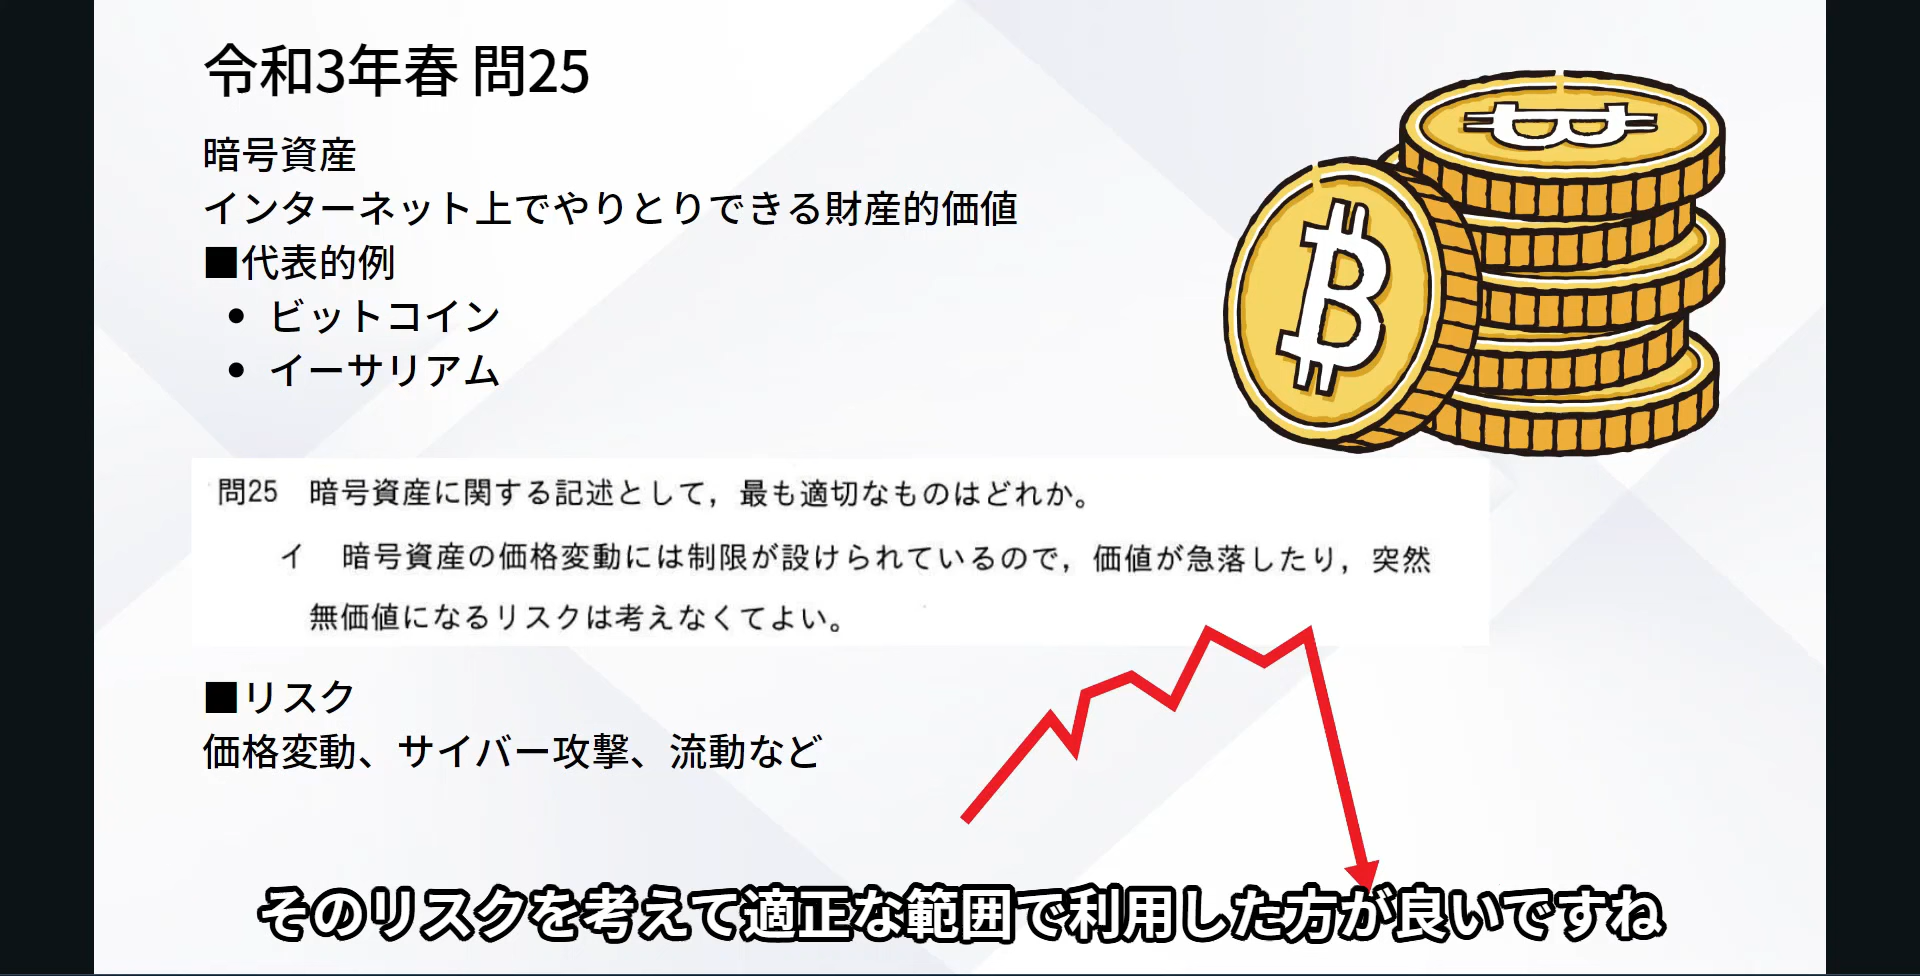 令和3年春 問25
暗号資産
インターネット上でやりとりできる財産的価値
■代表的例
• ビットコイン
• イーサリアム
問25 暗号資産に関する記述として，最も適切なものはどれか。
イ 暗号資産の価格変動には制限が設けられているので，価値が急落したり，突然
無価値になるリスクは考えなくてよい。
■リスク
価格変動、サイバー攻撃、流動など
そのリスクを考えて適正な範囲で利用した方が良いですね